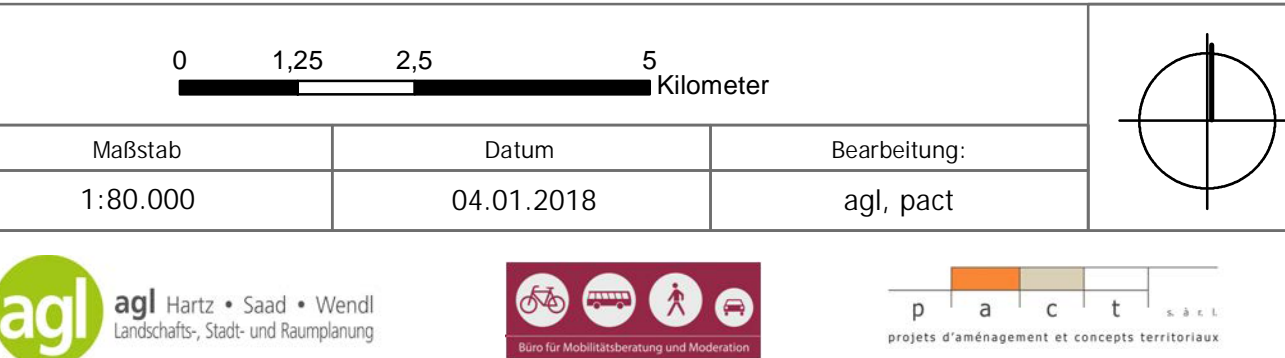 0 1,25 2,5 5
Kilometer
Maßstab Datum Bearbeitung:
1:80.000 04.01.2018 agl, pact
agl agl Hartz • Saad • Wendl
Landschafts-, Stadt- und Raumplanung
Büro für Mobilitätsberatung und Moderation
p a c t s. à r. l.
projets d'aménagement et concepts territoriaux